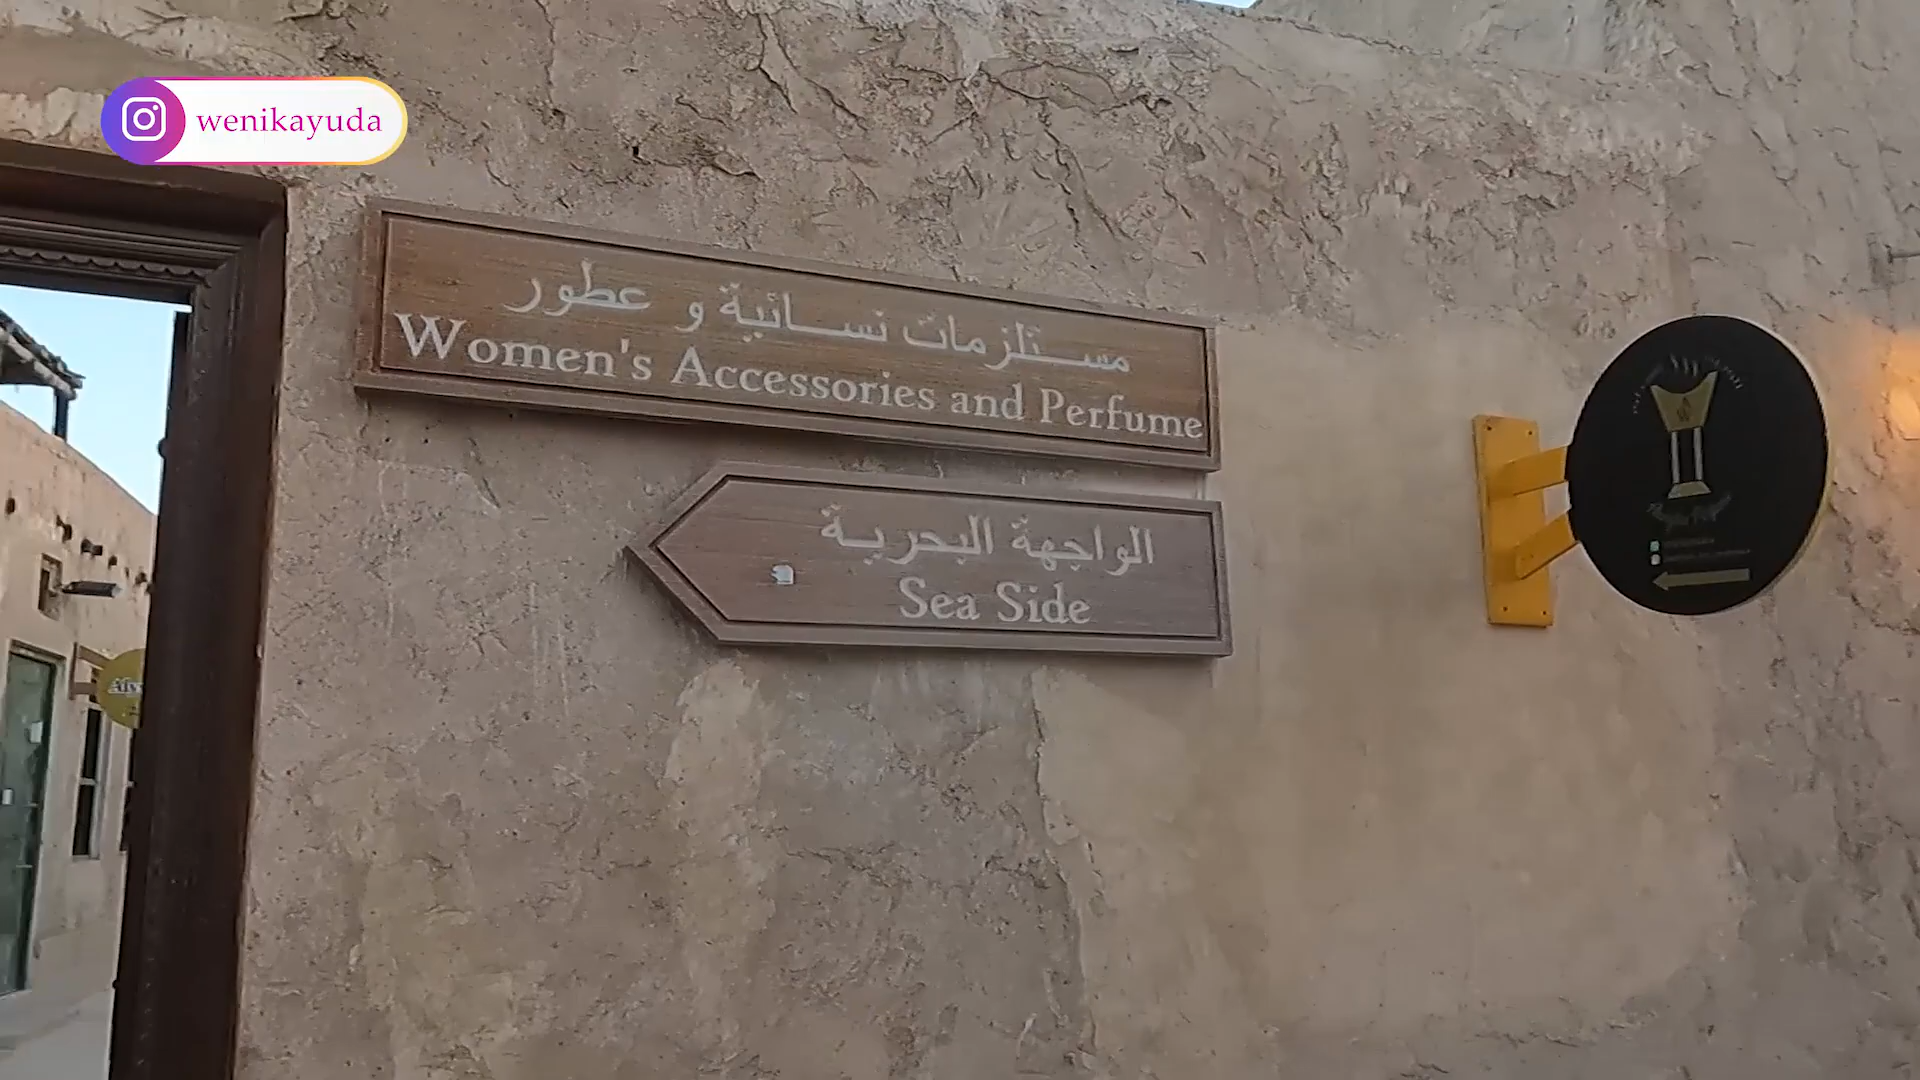 wenikayuda
مستلزمات نسائية و عطور
Women's Accessories and Perfume
الواجهة البحرية
Sea Side